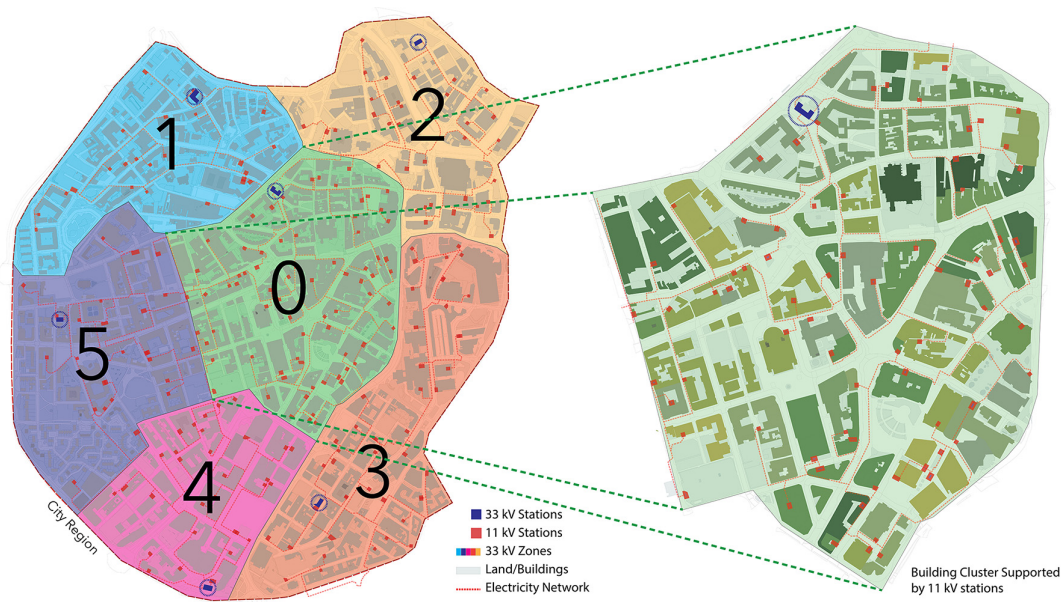 1
2
0
5
4
3
City Region
33 kV Stations
11 kV Stations
33 kV Zones
Land/Buildings
Electricity Network
Building Cluster Supported
by 11 kV stations